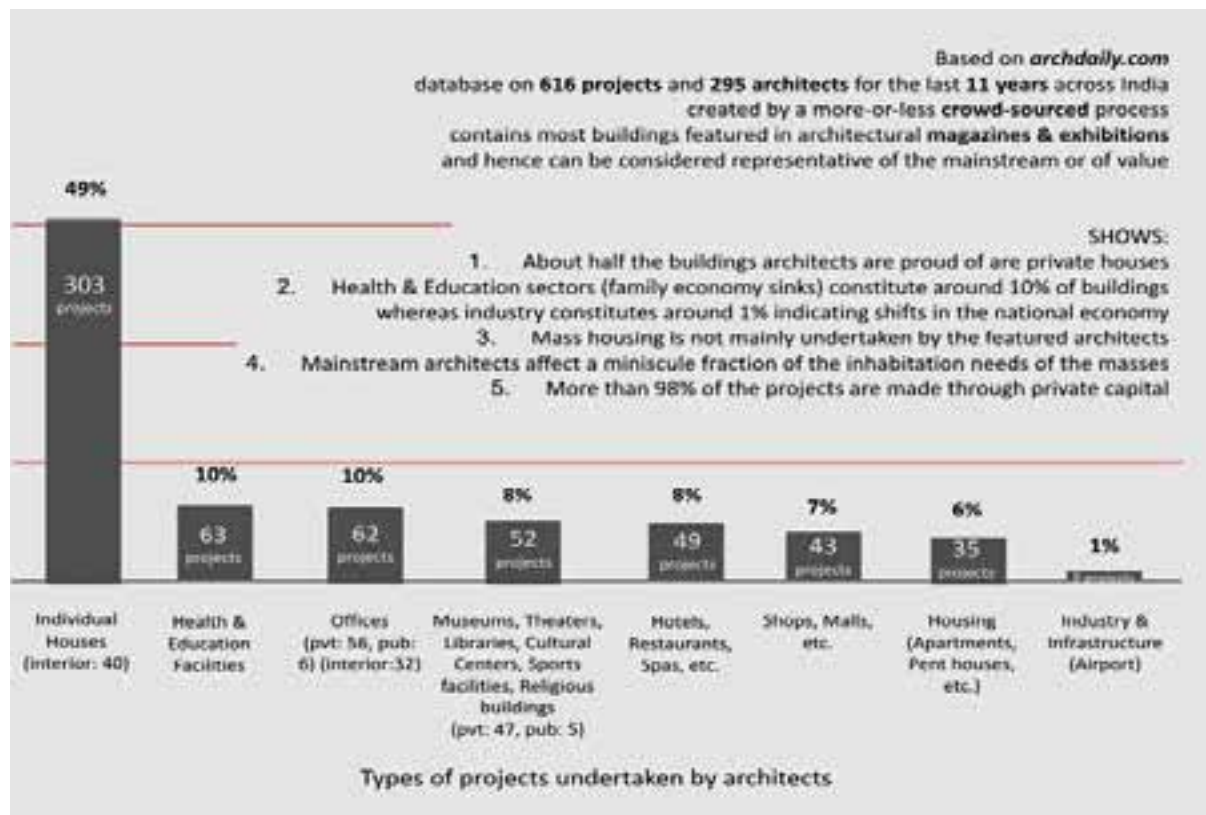 Based on archdaily.com
database on 616 projects and 295 architects for the last 11 years across India
created by a more-or-less crowd-sourced process
contains most buildings featured in architectural magazines & exhibitions
and hence can be considered representative of the mainstream or of value
SHOWS:
1. About half the buildings architects are proud of are private houses
2. Health & Education sectors (family economy sinks) constitute around 10% of buildings
whereas industry constitutes around 1% indicating shifts in the national economy
3. Mass housing is not mainly undertaken by the featured architects
4. Mainstream architects affect a miniscule fraction of the inhabitation needs of the masses
5. More than 98% of the projects are made through private capital
49%
303
projects
Individual
Houses
(interior: 40)
10%
63
projects
Health &
Education
Facilities
10%
62
projects
Offices
(pvt: 56, pub:
6) (interior:32)
8%
52
projects
Museums, Theaters,
Libraries, Cultural
Centers, Sports
facilities, Religious
buildings
(pvt: 47, pub: 5)
8%
49
projects
Hotels,
Restaurants,
Spas, etc.
7%
43
projects
Shops, Malls,
etc.
6%
35
projects
Housing
(Apartments,
Pent houses,
etc.)
1%
Industry &
Infrastructure
(Airport)
Types of projects undertaken by architects